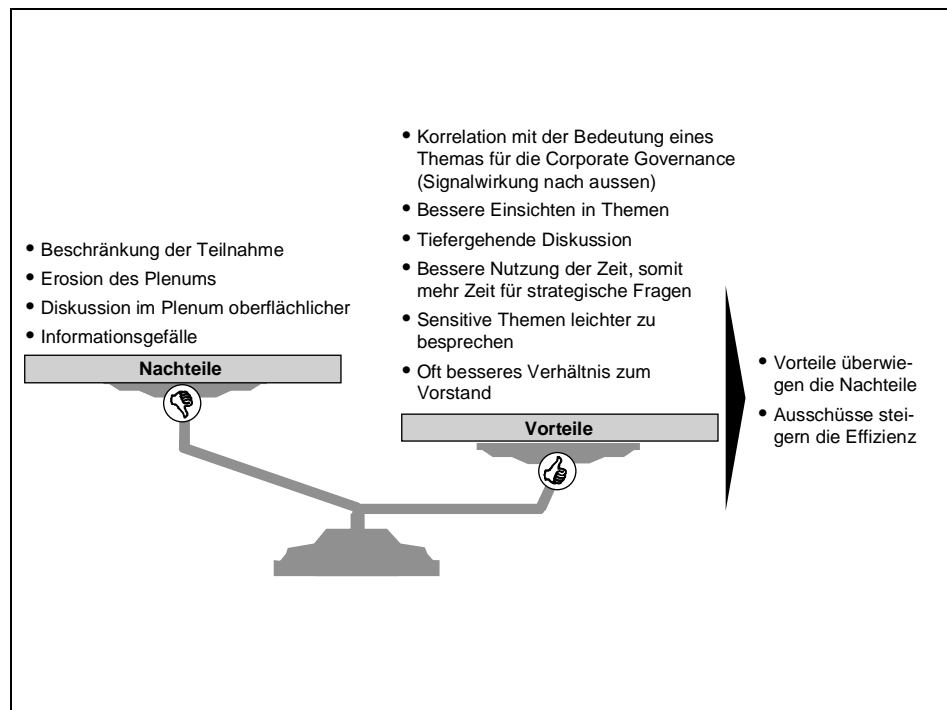 • Beschränkung der Teilnahme
• Erosion des Plenums
• Diskussion im Plenum oberflächlicher
• Informationsgefälle
Nachteile
• Korrelation mit der Bedeutung eines
Themas für die Corporate Governance
(Signalwirkung nach aussen)
• Bessere Einsichten in Themen
• Tiefergehende Diskussion
• Bessere Nutzung der Zeit, somit
mehr Zeit für strategische Fragen
• Sensitive Themen leichter zu
besprechen
• Oft besseres Verhältnis zum
Vorstand
Vorteile
• Vorteile überwie-
gen die Nachteile
• Ausschüsse stei-
gern die Effizienz